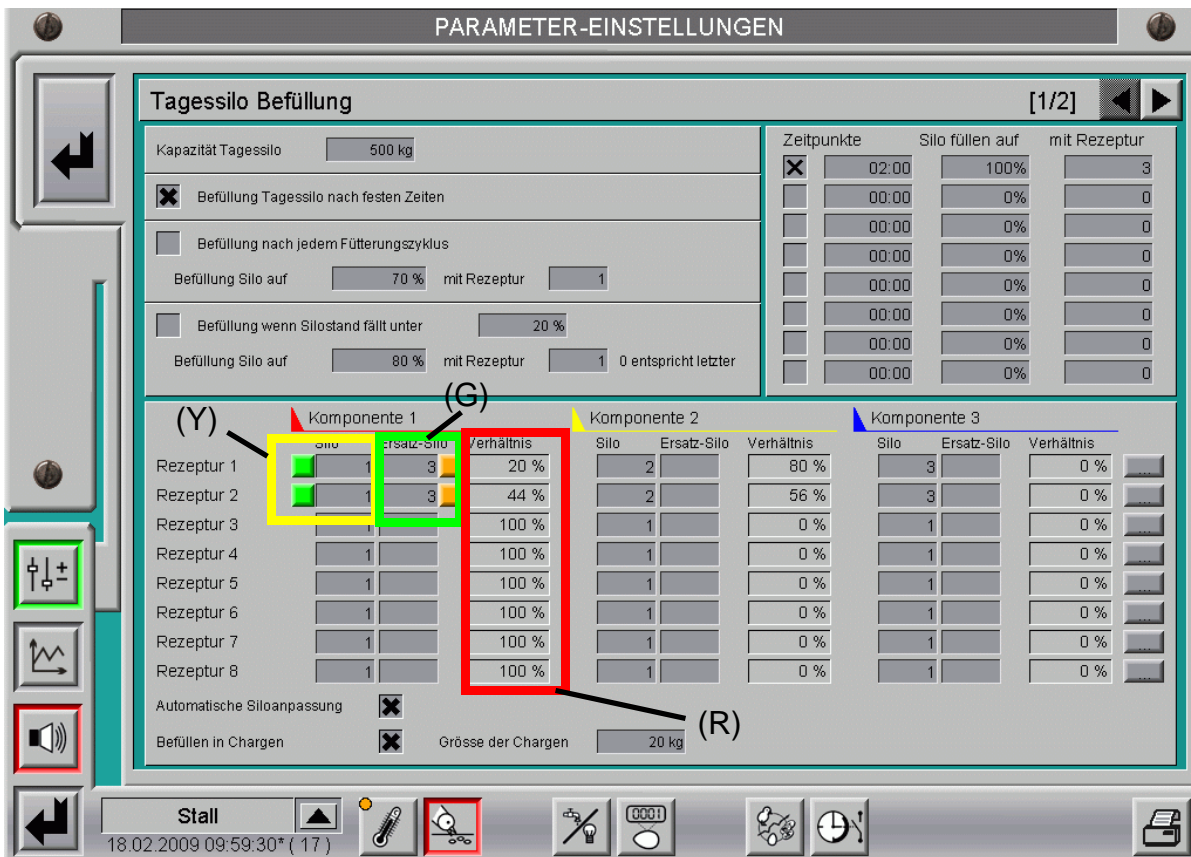 PARAMETER-EINSTELLUNGEN
Tagessilo Befüllung [1/2]
Kapazität Tagessilo 500 kg
Befüllung Tagessilo nach festen Zeiten
Befüllung nach jedem Fütterungszyklus
Befüllung Silo auf 70 % mit Rezeptur 1
Befüllung wenn Silostand fällt unter 20 %
Befüllung Silo auf 80 % mit Rezeptur 1 0 entspricht letzter
Zeitpunkte Silo füllen auf mit Rezeptur
02:00 100% 3
00:00 0% 0
00:00 0% 0
00:00 0% 0
00:00 0% 0
00:00 0% 0
00:00 0% 0
00:00 0% 0
(Y) (G)
Komponente 1 Komponente 2 Komponente 3
Silo Ersatz-Silo Verhältnis Silo Ersatz-Silo Verhältnis Silo Ersatz-Silo Verhältnis
Rezeptur 1 1 3 20 % 2 80 % 3 0 % ...
Rezeptur 2 1 3 44 % 2 56 % 3 0 % ...
Rezeptur 3 1 100 % 1 0 % 1 0 % ...
Rezeptur 4 1 100 % 1 0 % 1 0 % ...
Rezeptur 5 1 100 % 1 0 % 1 0 % ...
Rezeptur 6 1 100 % 1 0 % 1 0 % ...
Rezeptur 7 1 100 % 1 0 % 1 0 % ...
Rezeptur 8 1 100 % 1 0 % 1 0 % ...
Automatische Siloanpassung
(R)
Befüllen in Chargen Grösse der Chargen 20 kg
Stall
18.02.2009 09:59:30* ( 17 )
0001